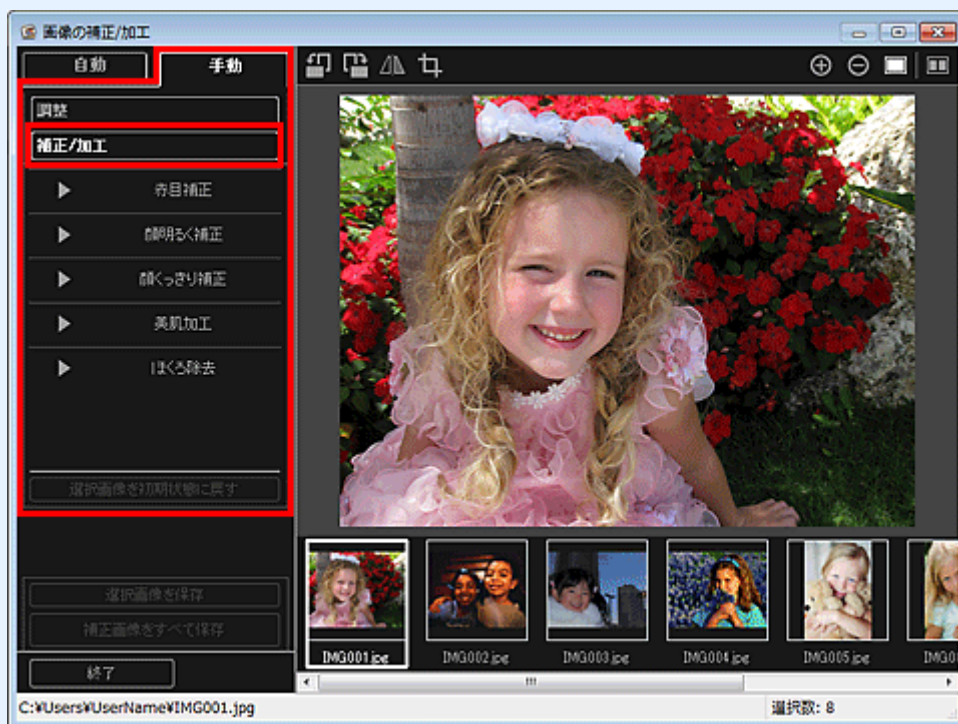 画像の補正/加工
自動
手動
調整
補正/加工
赤目補正
顔明るく補正
顔くっきり補正
美肌加工
ほくろ除去
選択画像を初期状態に戻す
選択画像を保存
補正画像をすべて保存
終了
IMG001.jpg
IMG002.jpg
IMG003.jpg
IMG004.jpg
IMG005.jpg
IMG0
C:¥Users¥UserName¥IMG001.jpg
選択数: 8